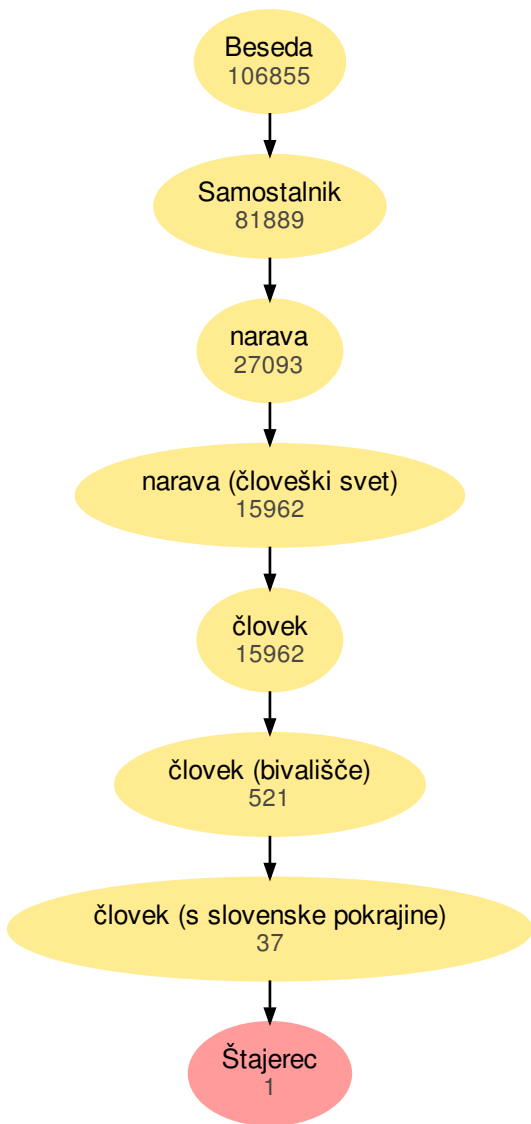 Beseda
106855
Samostalnik
81889
narava
27093
narava (človeški svet)
15962
človek
15962
človek (bivališče)
521
človek (s slovenske pokrajine)
37
Štajerec
1